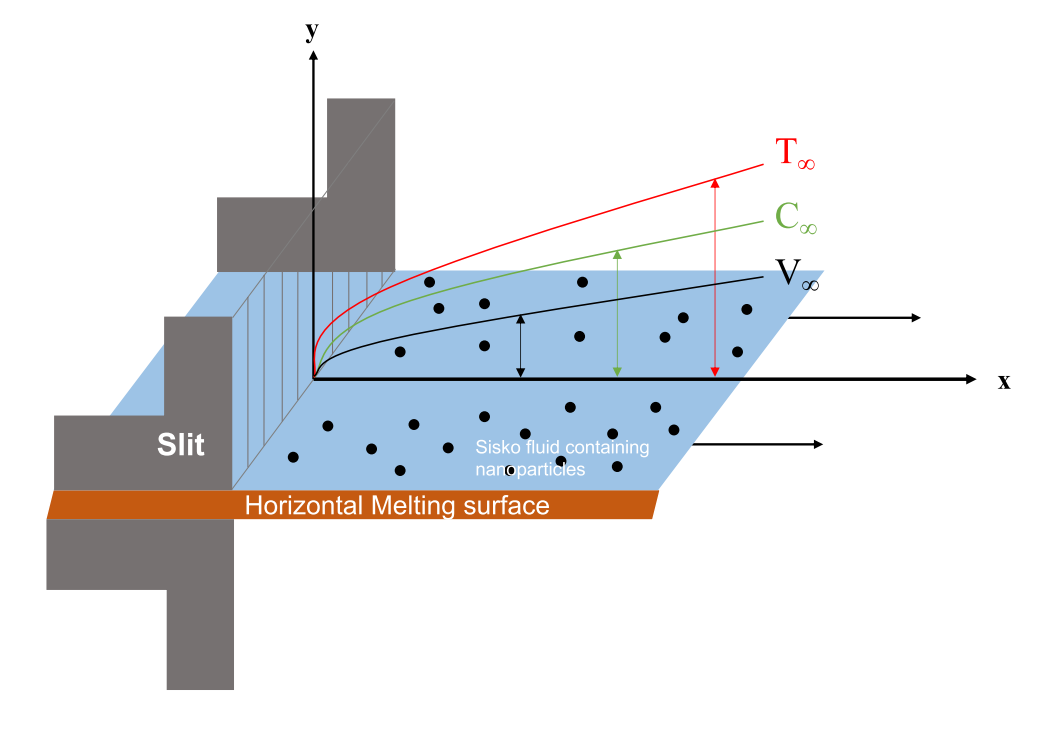 y
T∞
C∞
V∞
x
Slit
Sisko fluid containing
nanoparticles
Horizontal Melting surface